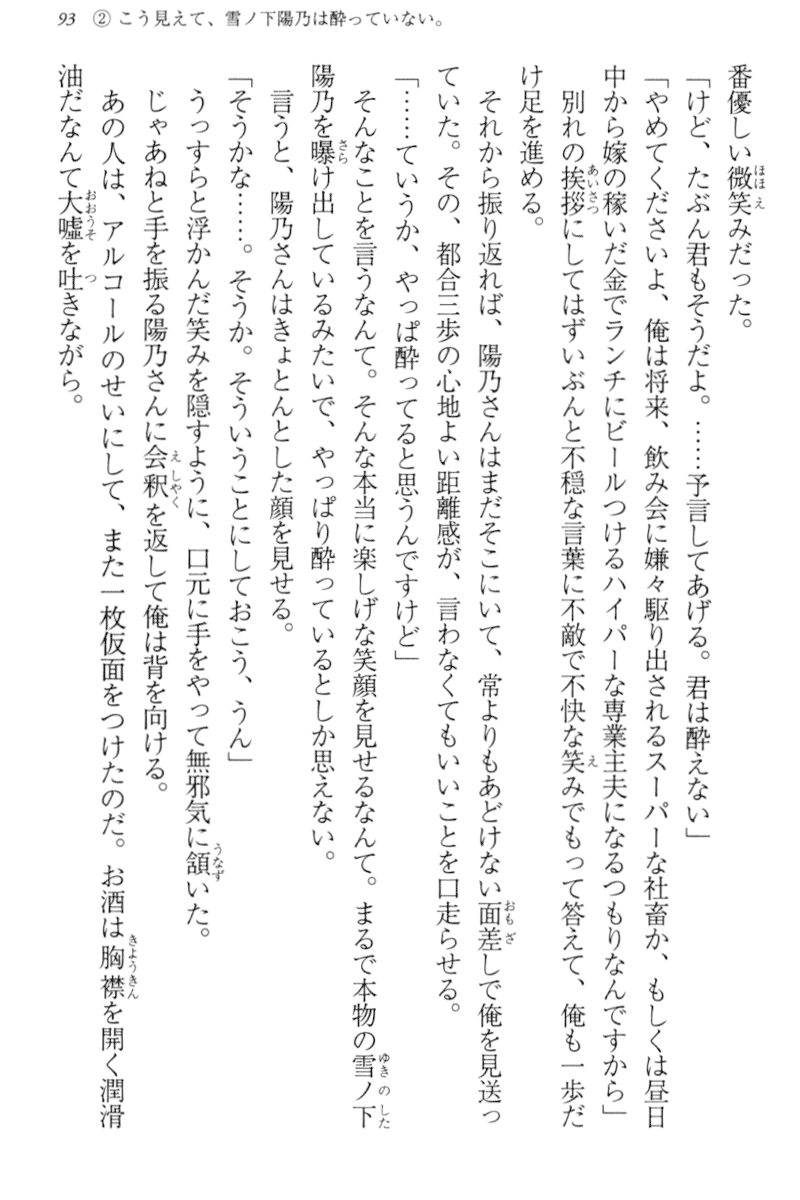 93 ② こう見えて、雪ノ下陽乃は酔っていない。
番優しい微笑みだった。
「けど、たぶん君もそうだよ。……予言してあげる。君は酔えない」
「やめてくださいよ、俺は将来、飲み会に嫌々駆り出されるスーパーな社畜か、もしくは昼日
中から嫁の稼いだ金でランチにビールつけるハイパーな専業主夫になるつもりなんですから」
別れの挨拶にしてはずいぶんと不穏な言葉に不敵で不快な笑みでもって答えて、俺も一歩だ
け足を進める。
それから振り返れば、陽乃さんはまだそこにいて、常よりもあどけない面差しで俺を見送っ
ていた。その、都合三歩の心地よい距離感が、言わなくてもいいことを口走らせる。
「……ていうか、やっぱ酔ってると思うんですけど」
そんなことを言うなんて。そんな本当に楽しげな笑顔を見せるなんて。まるで本物の雪ノ下
陽乃を曝け出しているみたいで、やっぱり酔っているとしか思えない。
言うと、陽乃さんはきょとんとした顔を見せる。
「そうかな……。そうか。そういうことにしておこう、うん」
うっすらと浮かんだ笑みを隠すように、口元に手をやって無邪気に頷いた。
じゃあねと手を振る陽乃さんに会釈を返して俺は背を向ける。
あの人は、アルコールのせいにして、また一枚仮面をつけたのだ。お酒は胸襟を開く潤滑
油だなんて大嘘を吐きながら。